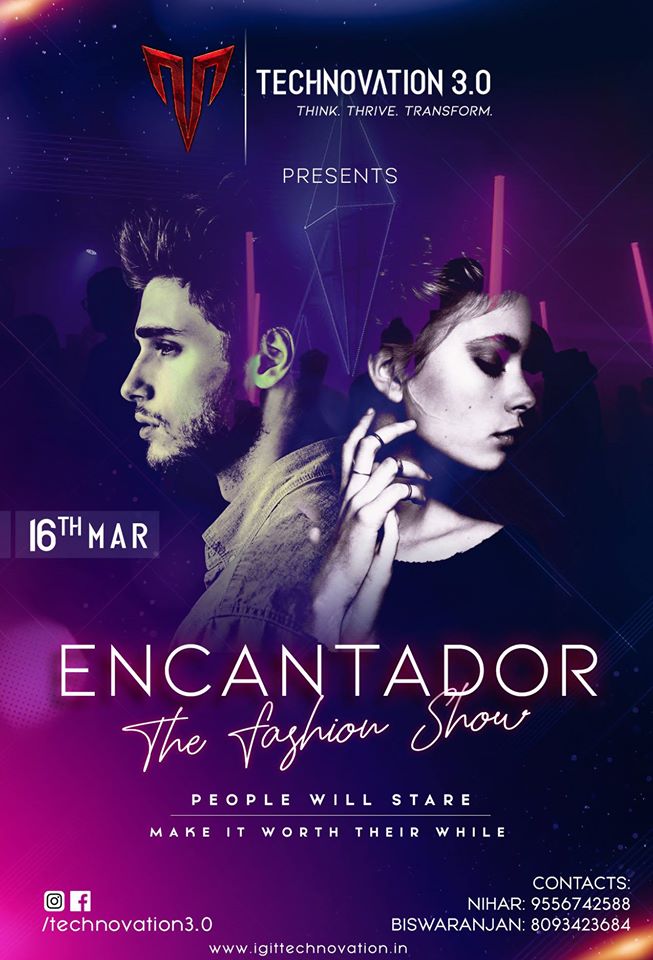 TECHNOVATION 3.0
THINK. THRIVE. TRANSFORM.
PRESENTS
16TH MAR
ENCANTADOR
The Fashion Show
PEOPLE WILL STARE
MAKE IT WORTH THEIR WHILE
/technovation3.0
CONTACTS:
NIHAR: 9556742588
BISWARANJAN: 8093423684
www.igittechnovation.in